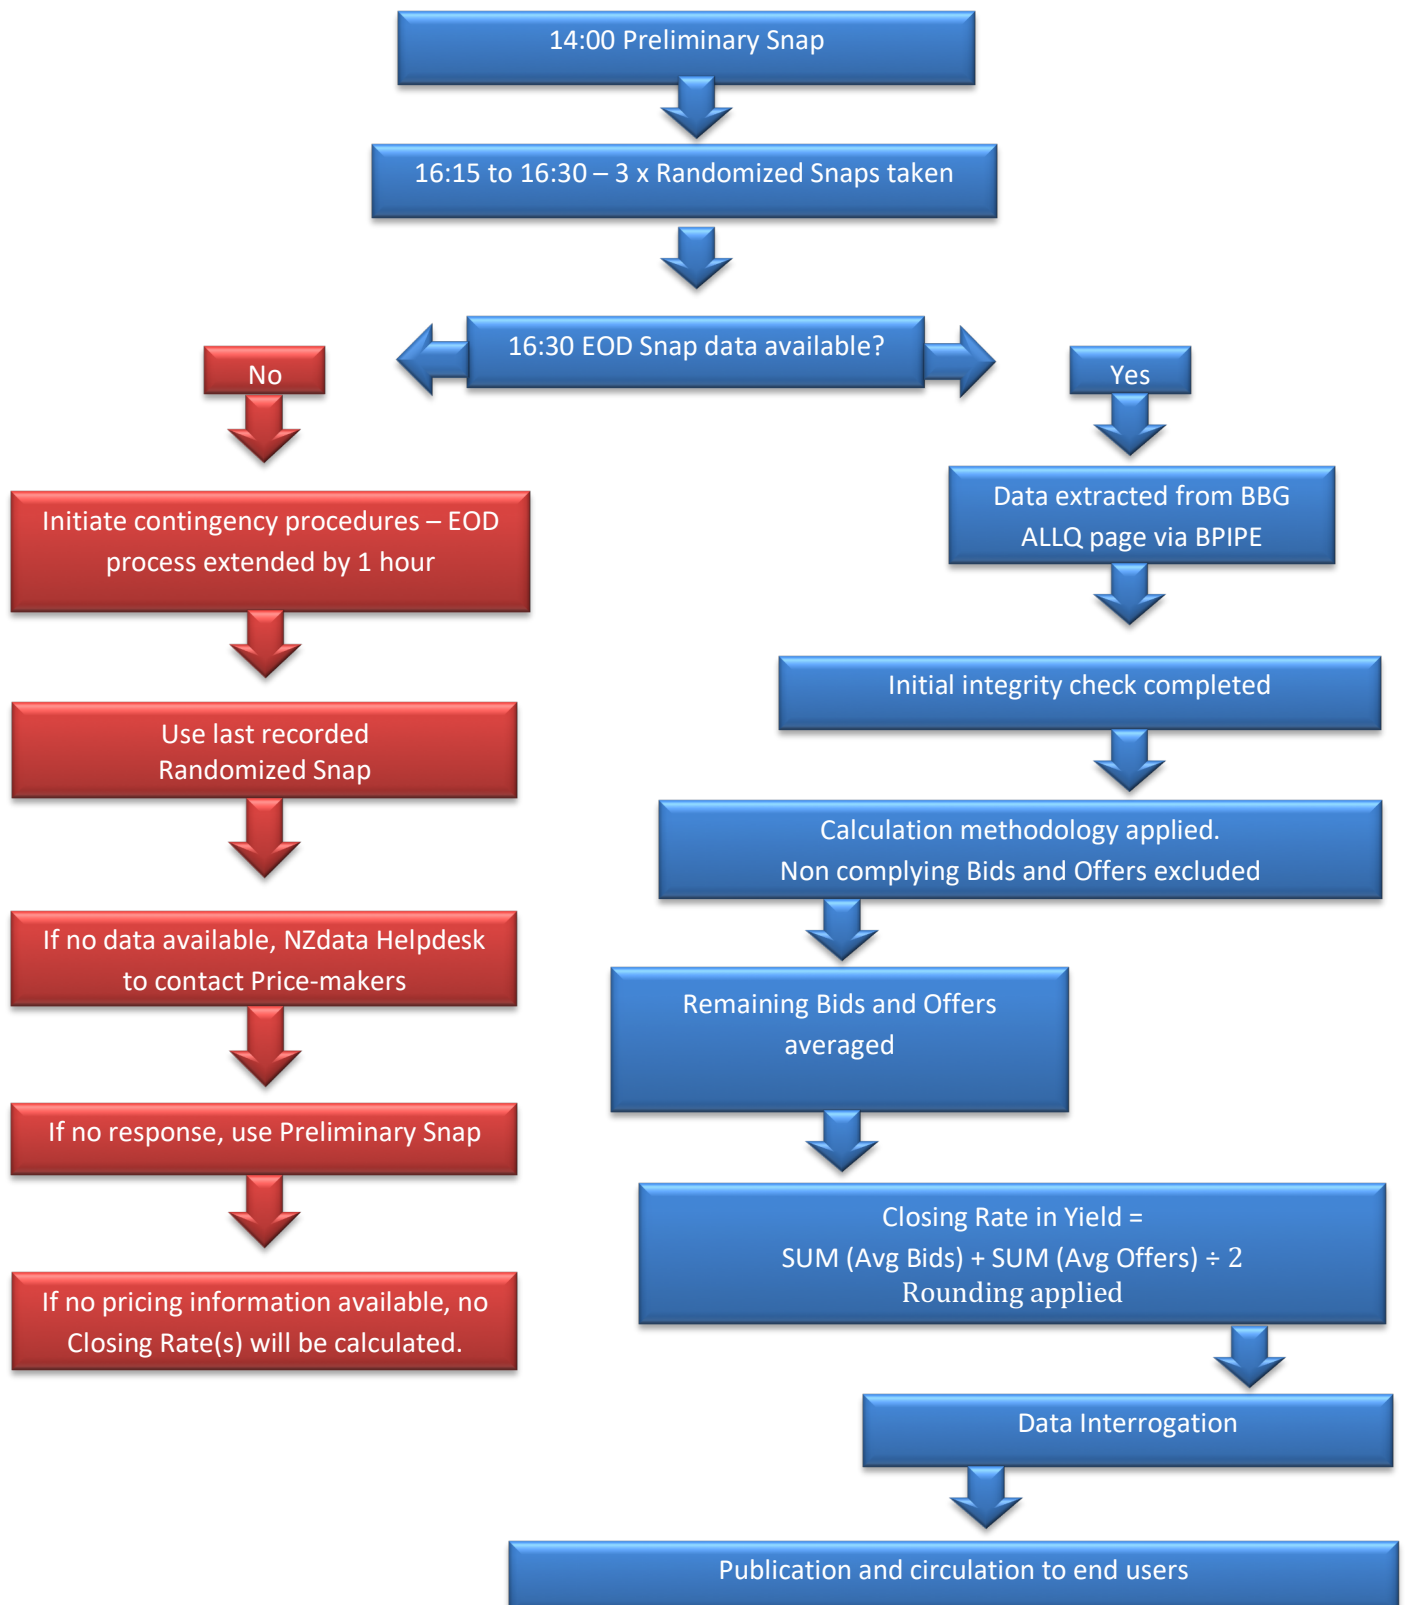 14:00 Preliminary Snap
16:15 to 16:30 – 3 x Randomized Snaps taken
16:30 EOD Snap data available?
No
Initiate contingency procedures – EOD
process extended by 1 hour
Use last recorded
Randomized Snap
If no data available, NZdata Helpdesk
to contact Price-makers
If no response, use Preliminary Snap
If no pricing information available, no
Closing Rate(s) will be calculated.
Yes
Data extracted from BBG
ALLQ page via BPIPE
Initial integrity check completed
Calculation methodology applied.
Non complying Bids and Offers excluded
Remaining Bids and Offers
averaged
Closing Rate in Yield =
SUM (Avg Bids) + SUM (Avg Offers) ÷ 2
Rounding applied
Data Interrogation
Publication and circulation to end users